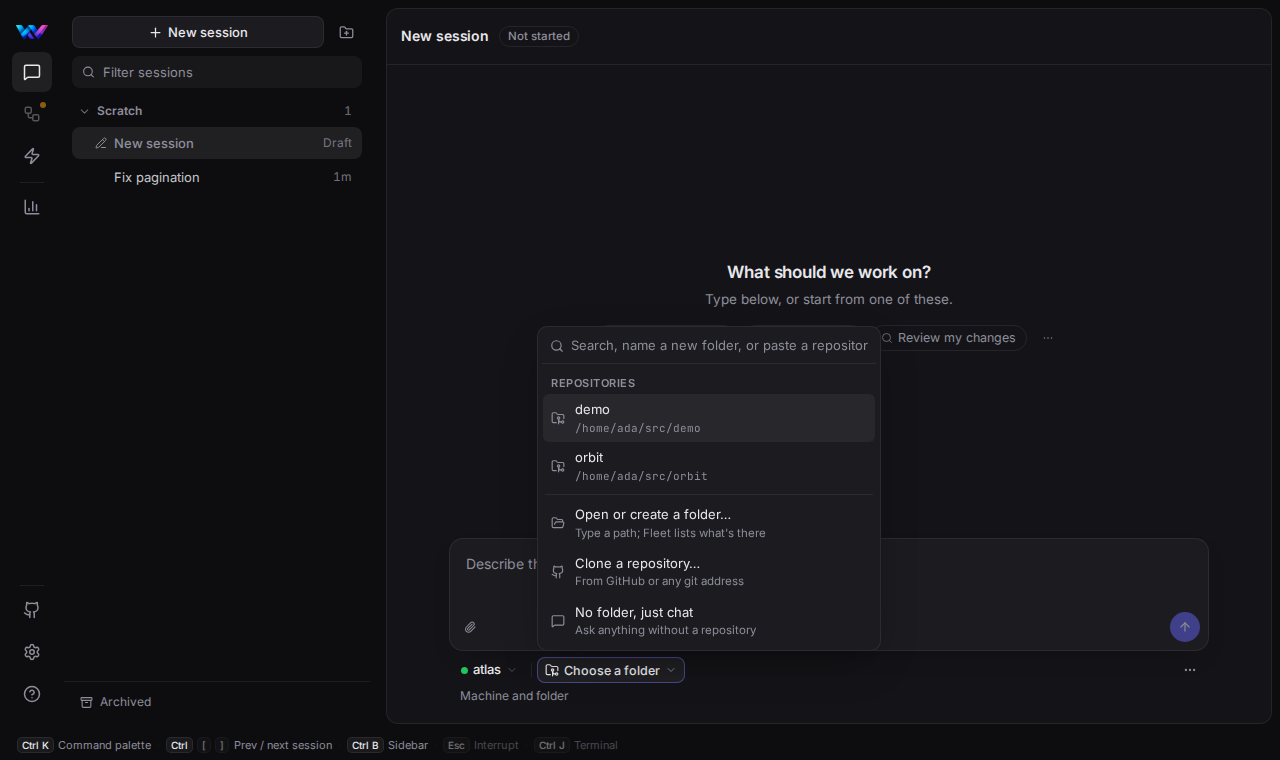 New session
Filter sessions
Scratch 1
New session Draft
Fix pagination 1m
Archived
New session Not started
What should we work on?
Type below, or start from one of these.
Review my changes
Search, name a new folder, or paste a repositor
REPOSITORIES
demo
/home/ada/src/demo
orbit
/home/ada/src/orbit
Open or create a folder...
Type a path; Fleet lists what's there
Clone a repository...
From GitHub or any git address
No folder, just chat
Ask anything without a repository
Describe th
atlas Choose a folder
Machine and folder
Ctrl K Command palette Ctrl [ ] Prev / next session Ctrl B Sidebar Esc Interrupt Ctrl J Terminal